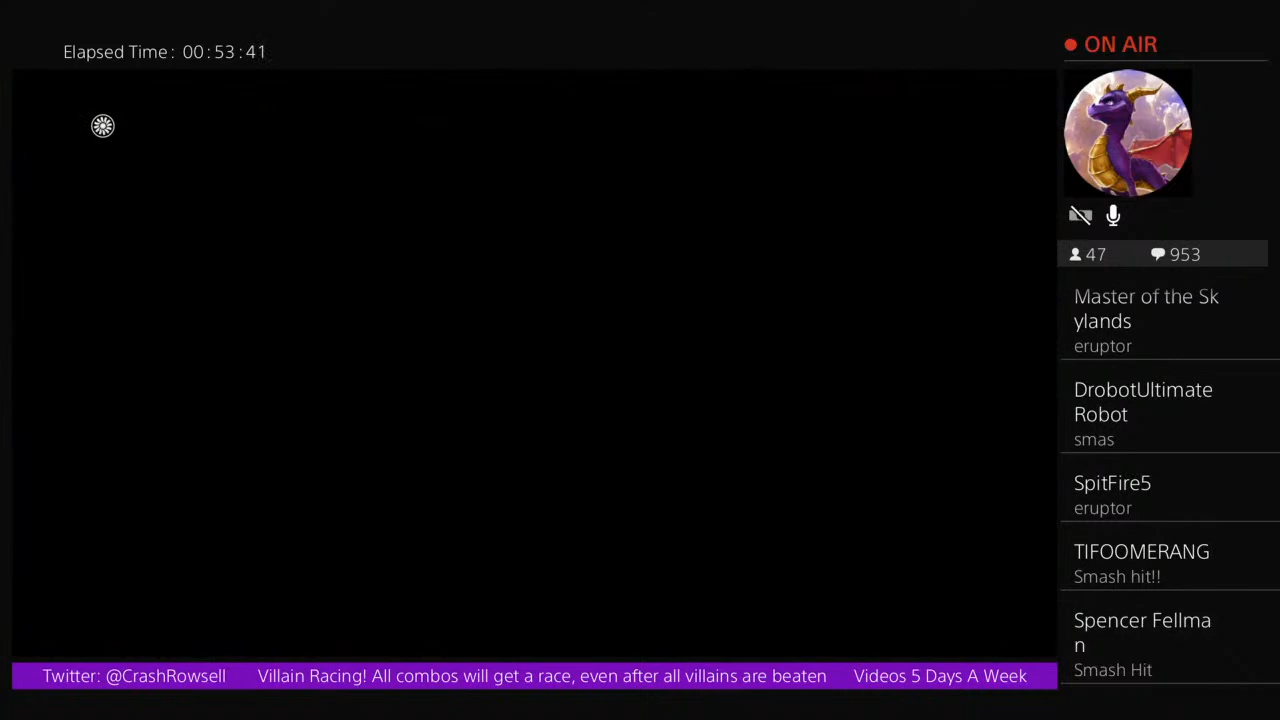 Elapsed Time: 00:53:41
ON AIR
47 953
Master of the Sk
ylands
eruptor
DrobotUltimate
Robot
smas
SpitFire5
eruptor
TIFOOMERANG
Smash hit!!
Spencer Fellma
n
Smash Hit
Twitter: @CrashRowsell Villain Racing! All combos will get a race, even after all villains are beaten Videos 5 Days A Week